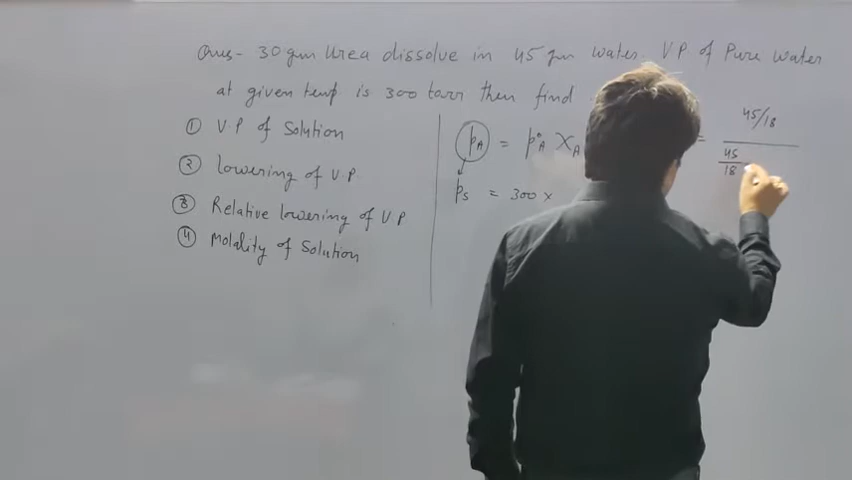 Ques- 30 gm Urea dissolve in 45 gm water. V P of Pure water
at given temp is 300 torr then find
① V P of Solution
② lowering of V.P
③ Relative lowering of V P
④ Molality of Solution
pA = p°A XA = 45/18
45
18
ps = 300 ×